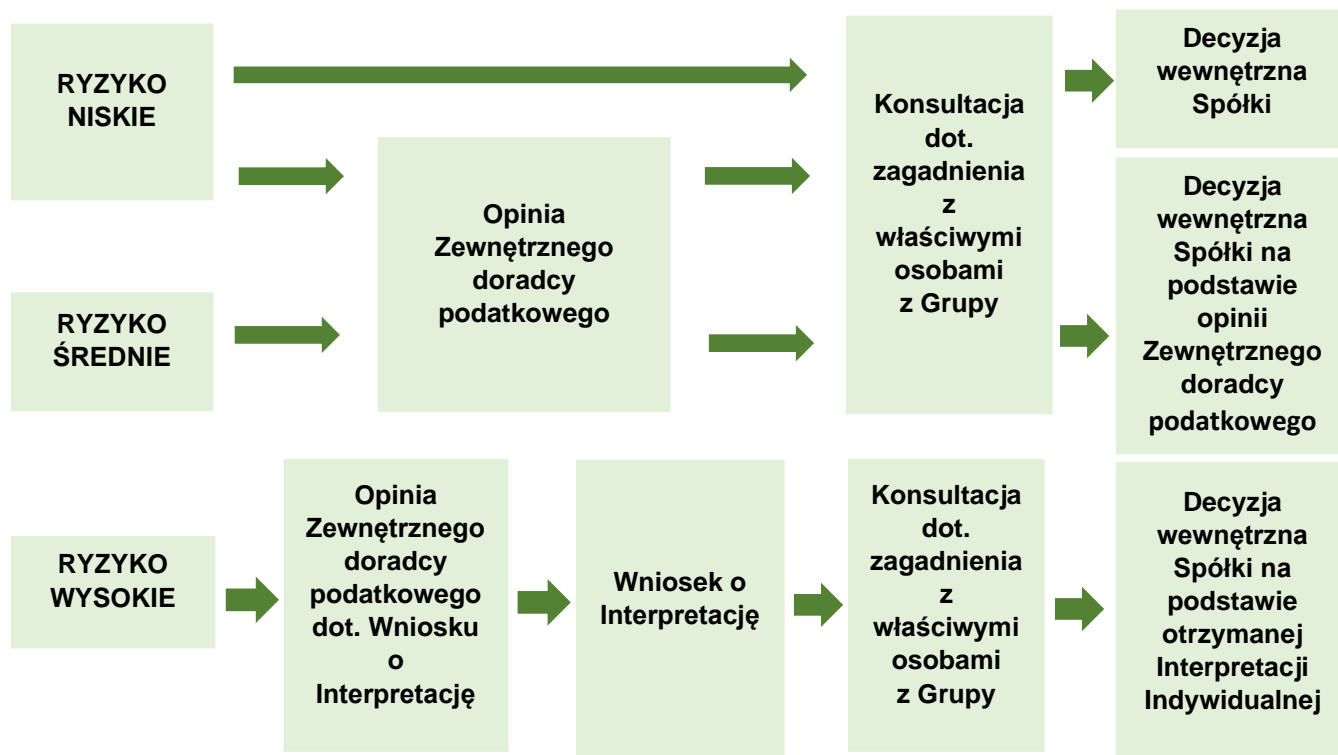 RYZYKO
NISKIE
Opinia
Zewnętrznego
doradcy
podatkowego
Konsultacja
dot.
zagadnienia
z
właściwymi
osobami
z Grupy
Decyzja
wewnętrzna
Spółki
RYZYKO
ŚREDNIE
Decyzja
wewnętrzna
Spółki na
podstawie
opinii
Zewnętrznego
doradcy
podatkowego
RYZYKO
WYSOKIE
Opinia
Zewnętrznego
doradcy
podatkowego
dot. Wniosku
o
Interpretację
Wniosek o
Interpretację
Konsultacja
dot.
zagadnienia
z
właściwymi
osobami
z Grupy
Decyzja
wewnętrzna
Spółki na
podstawie
otrzymanej
Interpretacji
Indywidualnej